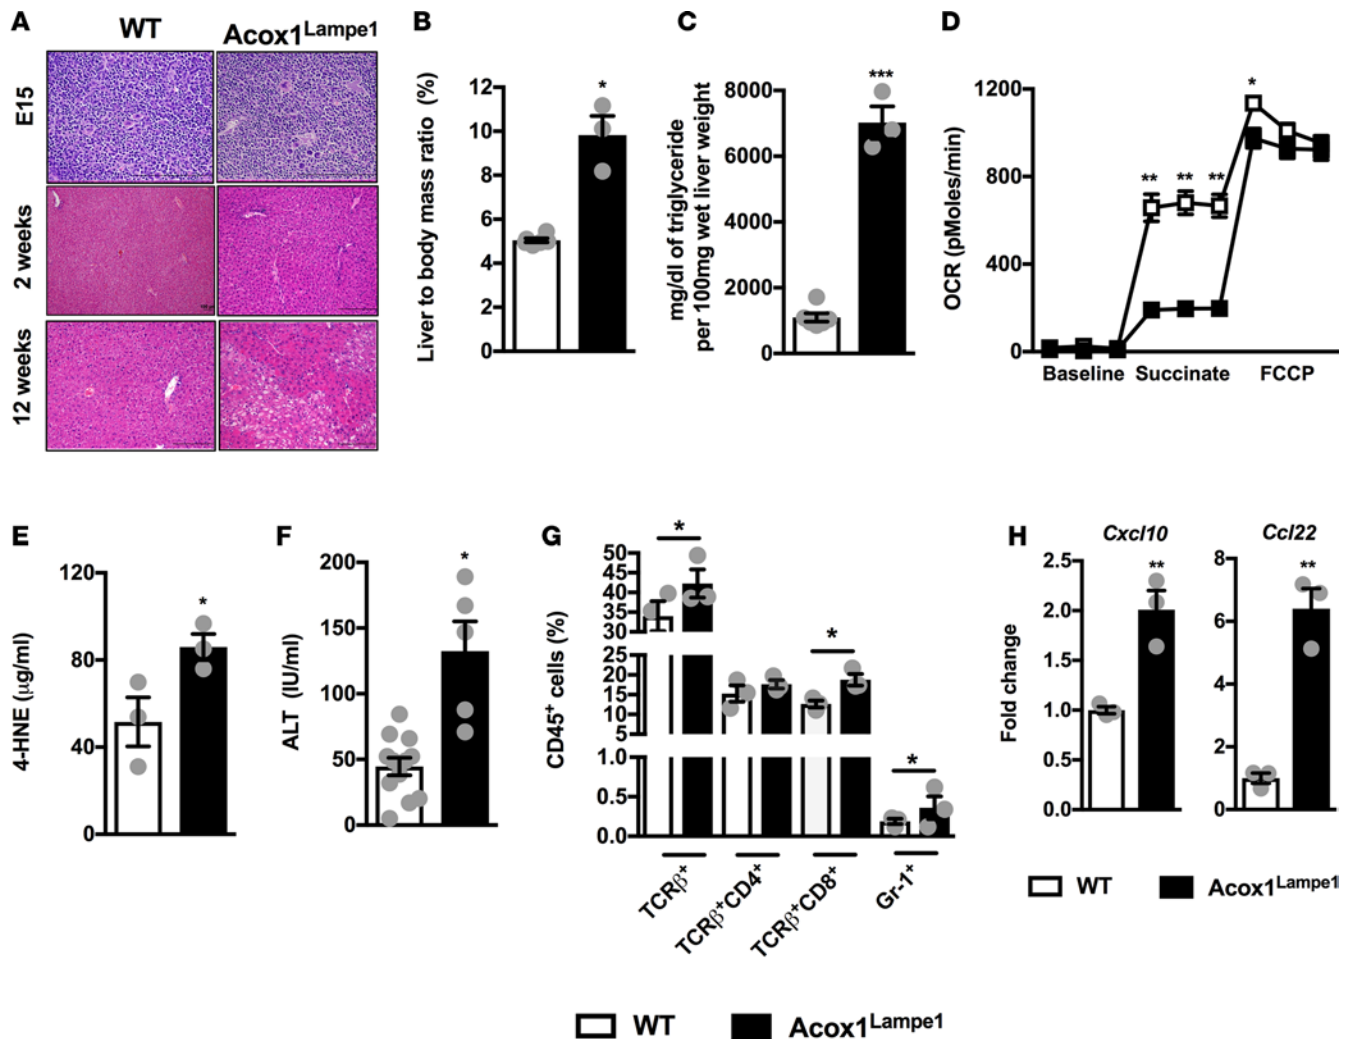 A
WT
Acox1Lampe1
E15
2 weeks
12 weeks
B
Liver to body mass ratio (%)
12
10
8
6
4
2
0
*
C
mg/dl of triglyceride
per 100mg wet liver weight
8000
6000
4000
2000
0
***
D
OCR (pMoles/min)
1200
800
400
0
** ** **
*
Baseline Succinate FCCP
E
4-HNE (μg/ml)
120
80
40
0
*
F
ALT (IU/ml)
200
150
100
50
0
*
G
CD45+ cells (%)
50
45
40
35
30
25
20
15
10
5
1.0
0.5
0.0
*
*
*
TCRβ+
TCRβ+CD4+
TCRβ+CD8+
Gr-1+
H
Cxcl10
Fold change
2.5
2.0
1.5
1.0
0.5
0.0
**
Ccl22
8
6
4
2
0
**
WT
Acox1Lampe1
WT
Acox1Lampe1